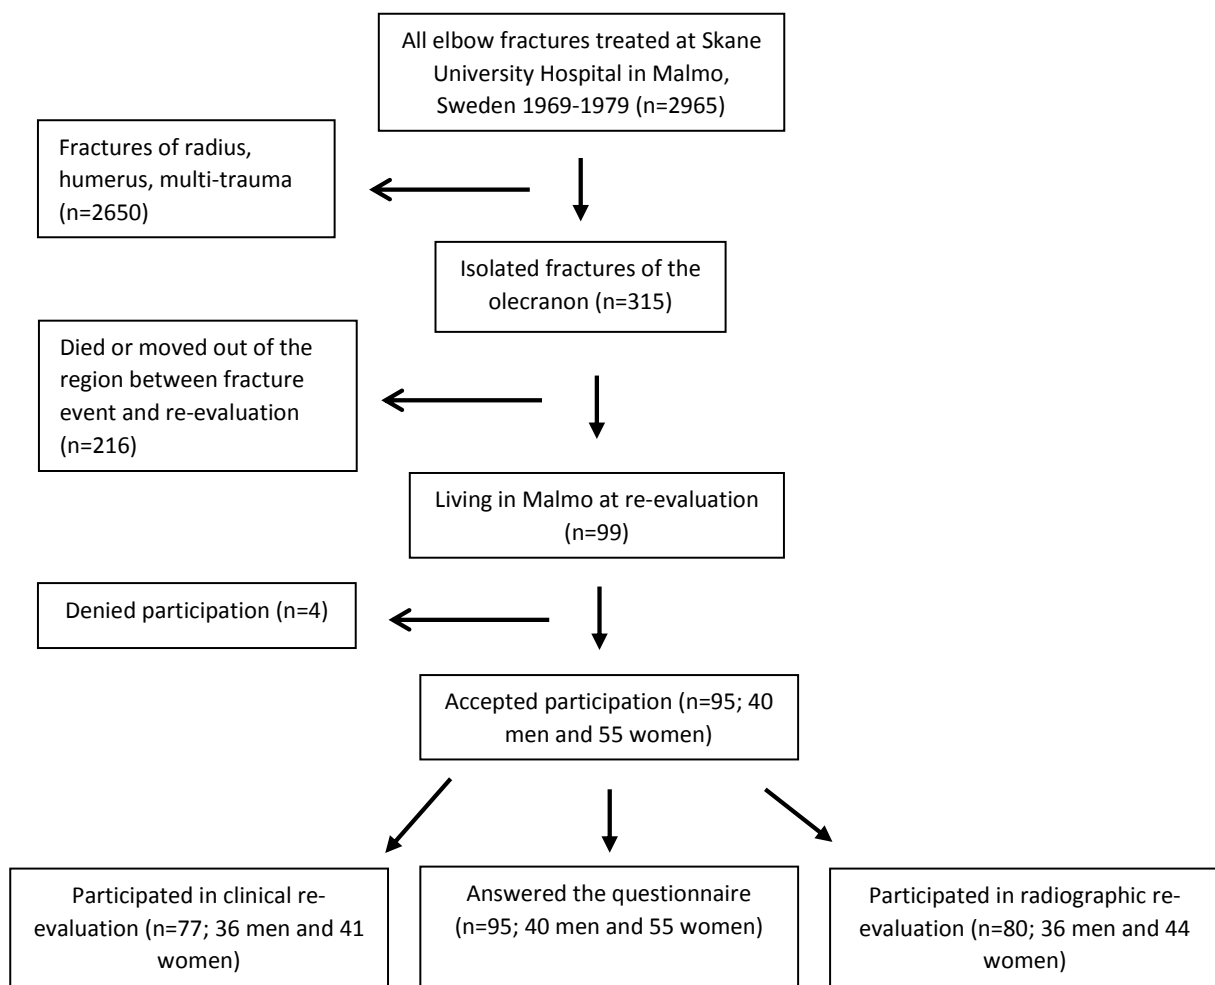 All elbow fractures treated at Skane
University Hospital in Malmo,
Sweden 1969-1979 (n=2965)
Fractures of radius,
humerus, multi-trauma
(n=2650)
Isolated fractures of the
olecranon (n=315)
Died or moved out of the
region between fracture
event and re-evaluation
(n=216)
Living in Malmo at re-evaluation
(n=99)
Denied participation (n=4)
Accepted participation (n=95; 40
men and 55 women)
Participated in clinical re-
evaluation (n=77; 36 men and 41
women)
Answered the questionnaire
(n=95; 40 men and 55 women)
Participated in radiographic re-
evaluation (n=80; 36 men and 44
women)